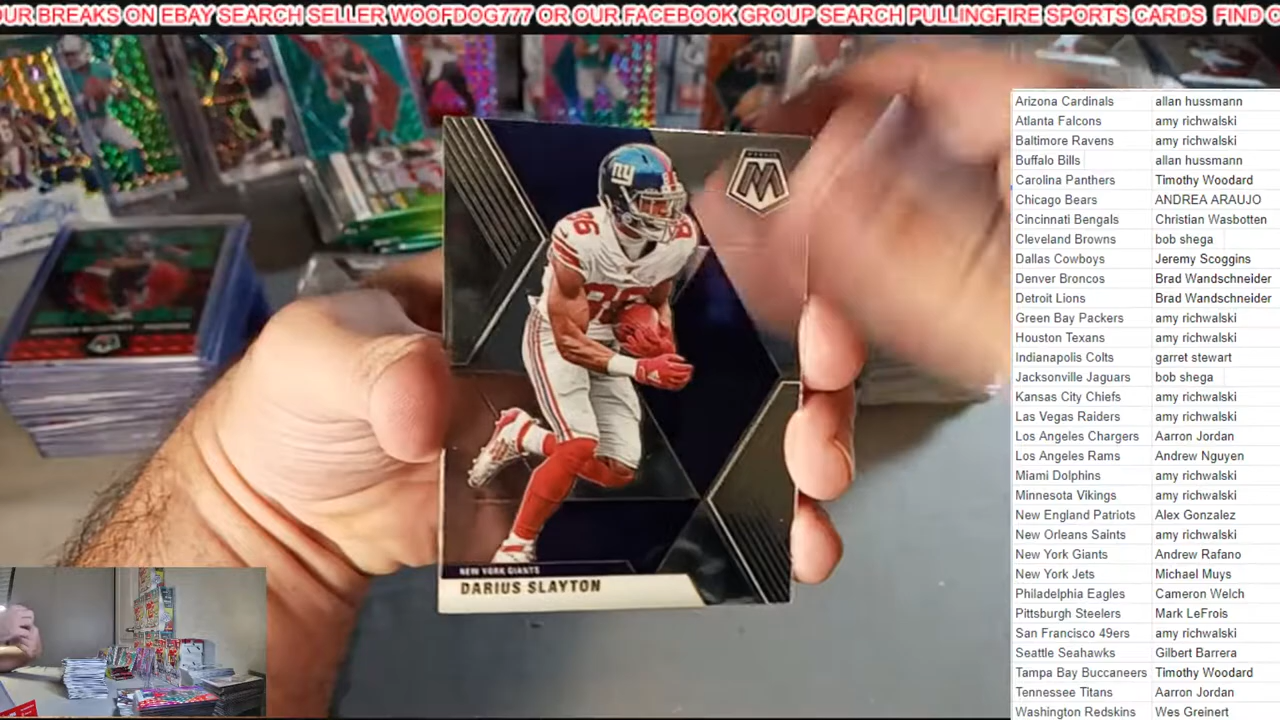 OUR BREAKS ON EBAY SEARCH SELLER WOOFDOG777 OR OUR FACEBOOK GROUP SEARCH PULLINGFIRE SPORTS CARDS FIND
Arizona Cardinals allan hussmann
Atlanta Falcons amy richwalski
Baltimore Ravens amy richwalski
Buffalo Bills allan hussmann
Carolina Panthers Timothy Woodard
Chicago Bears ANDREA ARAUJO
Cincinnati Bengals Christian Wasbotten
Cleveland Browns bob shega
Dallas Cowboys Jeremy Scoggins
Denver Broncos Brad Wandschneider
Detroit Lions Brad Wandschneider
Green Bay Packers amy richwalski
Houston Texans amy richwalski
Indianapolis Colts garret stewart
Jacksonville Jaguars bob shega
Kansas City Chiefs amy richwalski
Las Vegas Raiders amy richwalski
Los Angeles Chargers Aarron Jordan
Los Angeles Rams Andrew Nguyen
Miami Dolphins amy richwalski
Minnesota Vikings amy richwalski
New England Patriots Alex Gonzalez
New Orleans Saints amy richwalski
New York Giants Andrew Rafano
New York Jets Michael Muys
Philadelphia Eagles Cameron Welch
Pittsburgh Steelers Mark LeFrois
San Francisco 49ers amy richwalski
Seattle Seahawks Gilbert Barrera
Tampa Bay Buccaneers Timothy Woodard
Tennessee Titans Aarron Jordan
Washington Redskins Wes Greinert
M
ny
86
8
86
NEW YORK GIANTS
DARIUS SLAYTON